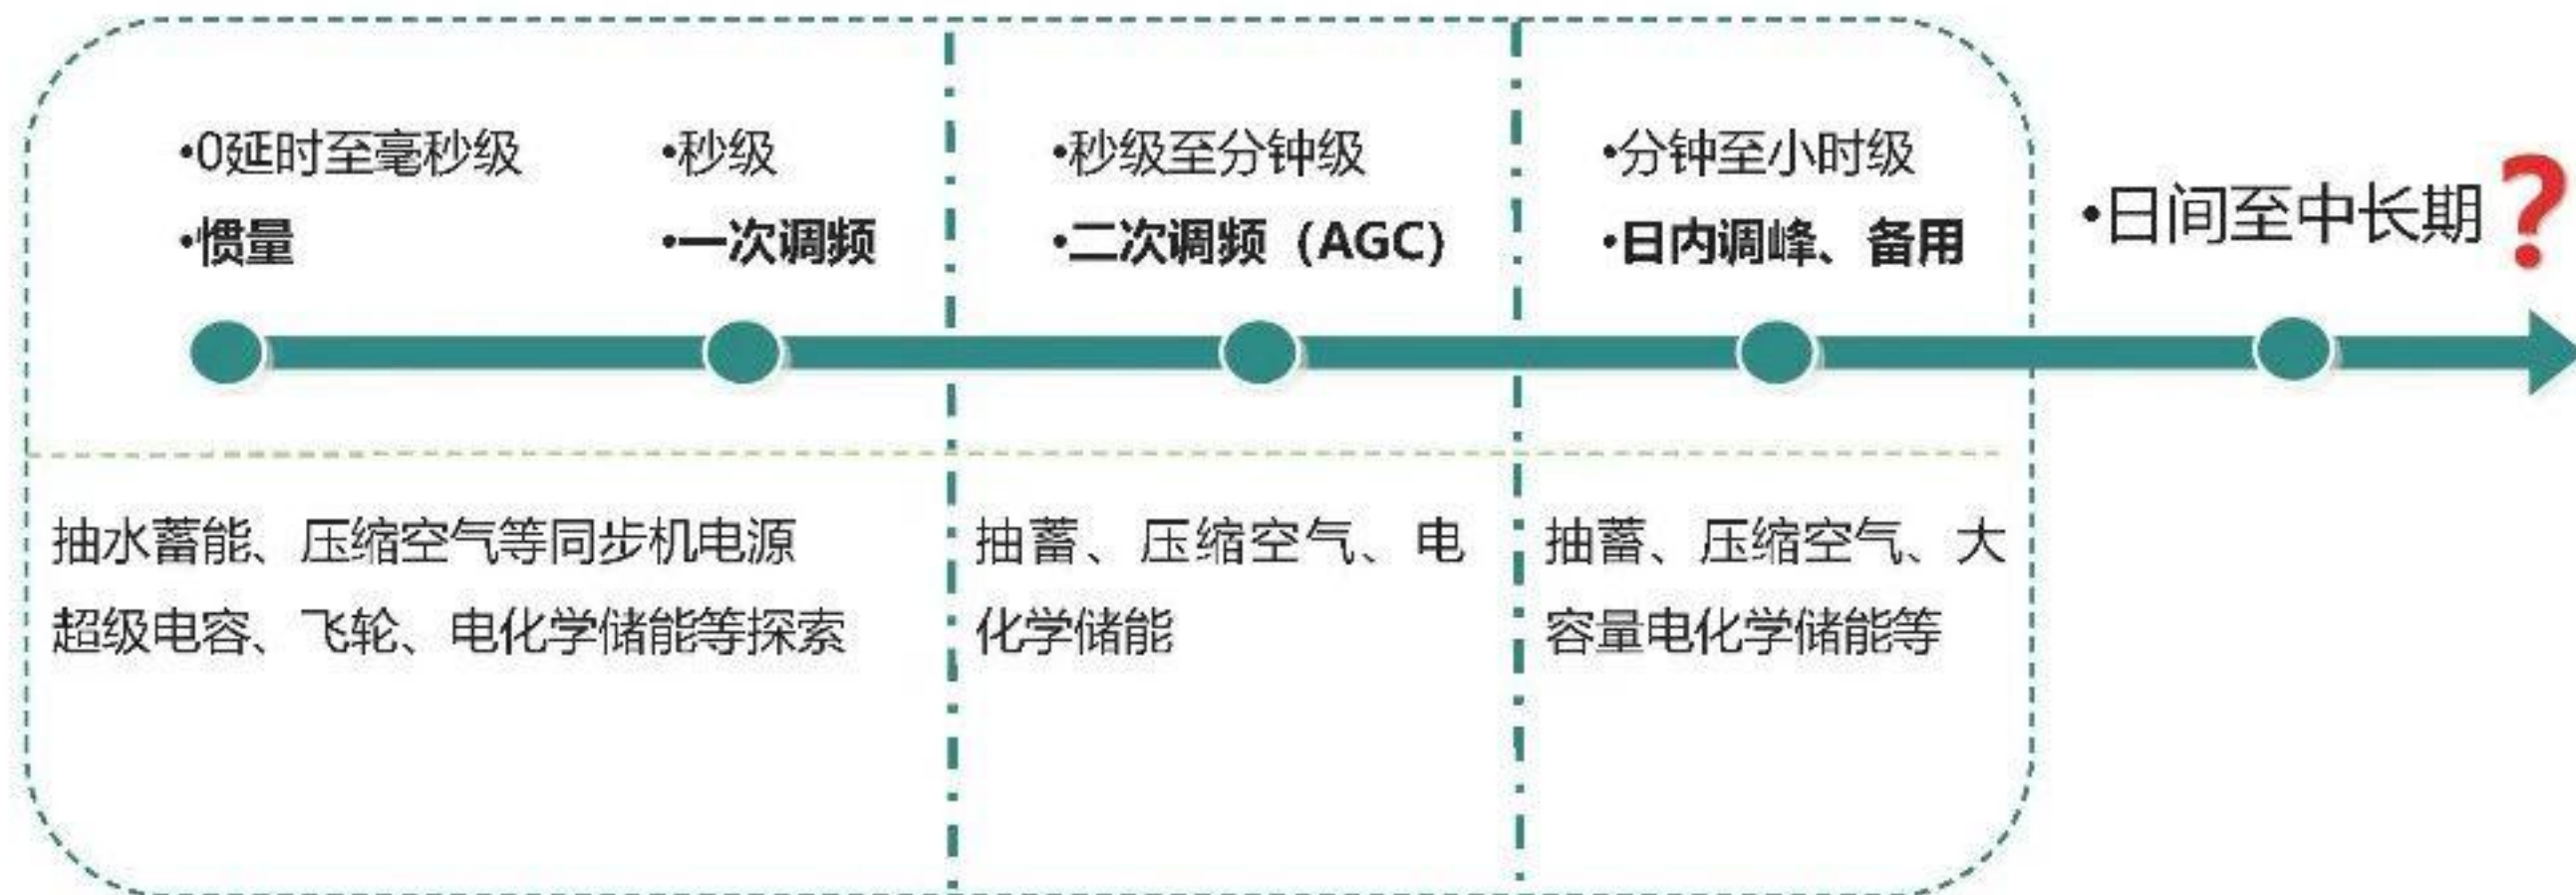 •0延时至毫秒级
•惯量
•秒级
•一次调频
•秒级至分钟级
•二次调频（AGC）
•分钟至小时级
•日内调峰、备用
•日间至中长期？
抽水蓄能、压缩空气等同步机电源
超级电容、飞轮、电化学储能等探索
抽蓄、压缩空气、电
化学储能
抽蓄、压缩空气、大
容量电化学储能等